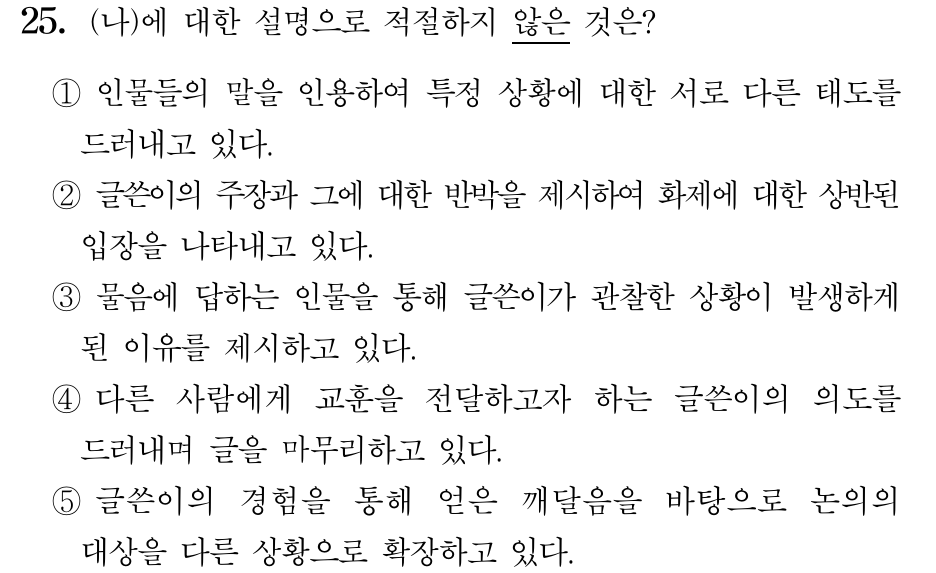 25. (나)에 대한 설명으로 적절하지 않은 것은?
① 인물들의 말을 인용하여 특정 상황에 대한 서로 다른 태도를
드러내고 있다.
② 글쓴이의 주장과 그에 대한 반박을 제시하여 화제에 대한 상반된
입장을 나타내고 있다.
③ 물음에 답하는 인물을 통해 글쓴이가 관찰한 상황이 발생하게
된 이유를 제시하고 있다.
④ 다른 사람에게 교훈을 전달하고자 하는 글쓴이의 의도를
드러내며 글을 마무리하고 있다.
⑤ 글쓴이의 경험을 통해 얻은 깨달음을 바탕으로 논의의
대상을 다른 상황으로 확장하고 있다.